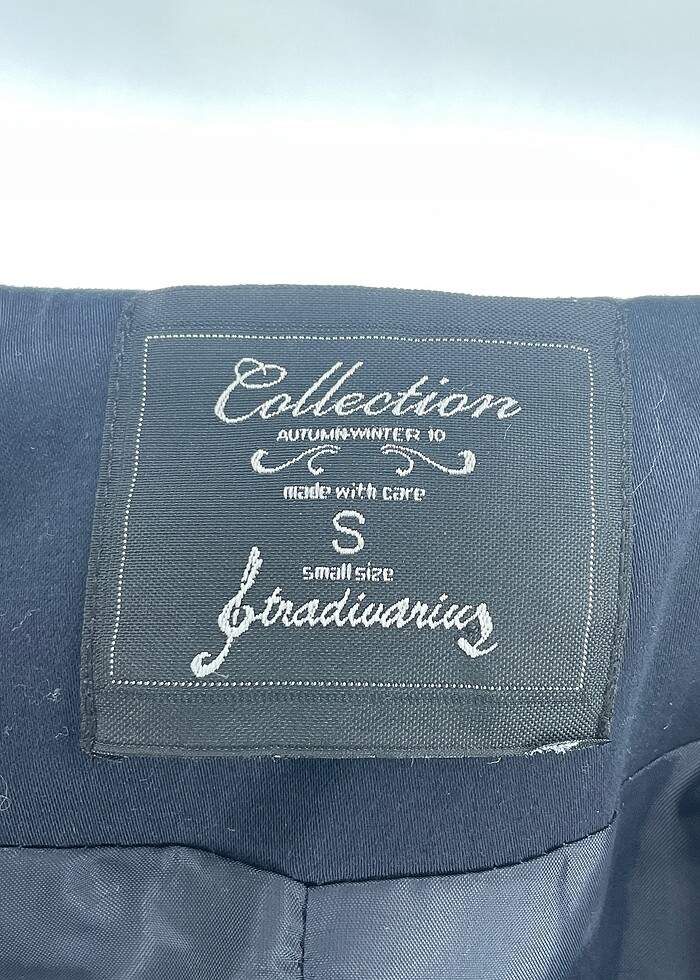 Collection
AUTUMN-WINTER 10
made with care
S
small size
Stradivarius